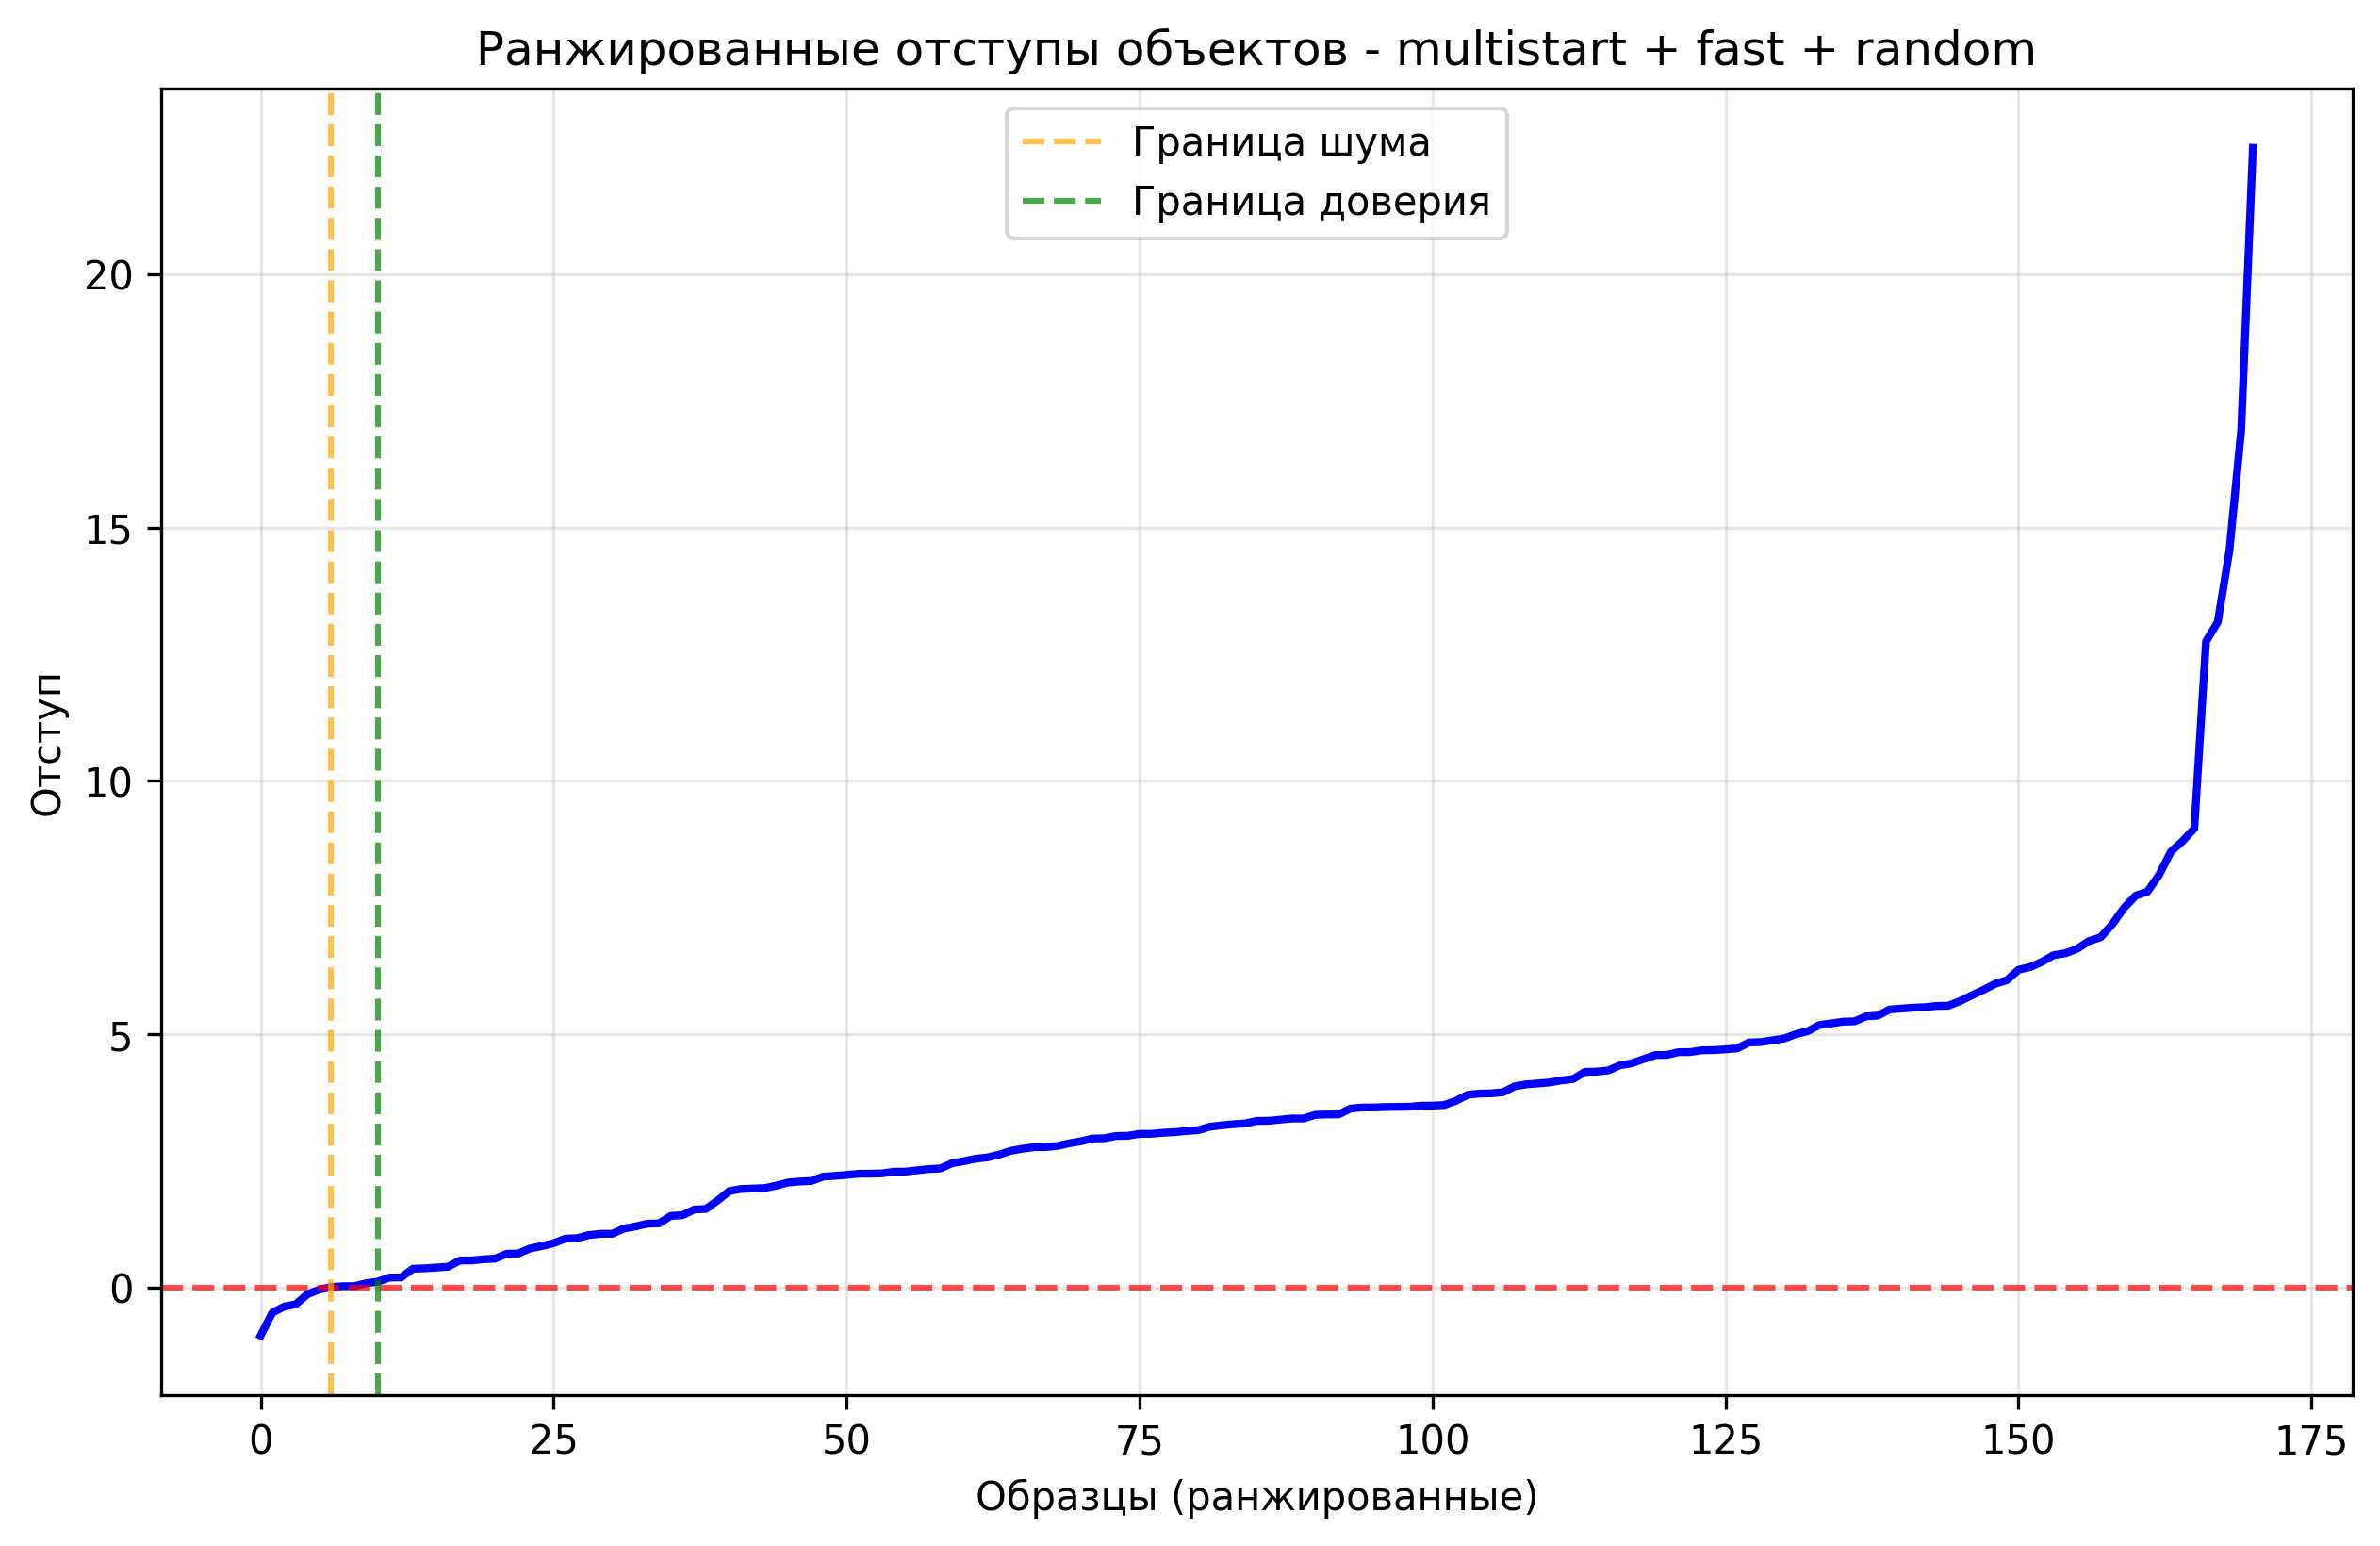 Ранжированные отступы объектов - multistart + fast + random
Граница шума
Граница доверия
20
15
10
5
0
Отступ
0 25 50 75 100 125 150 175
Образцы (ранжированные)